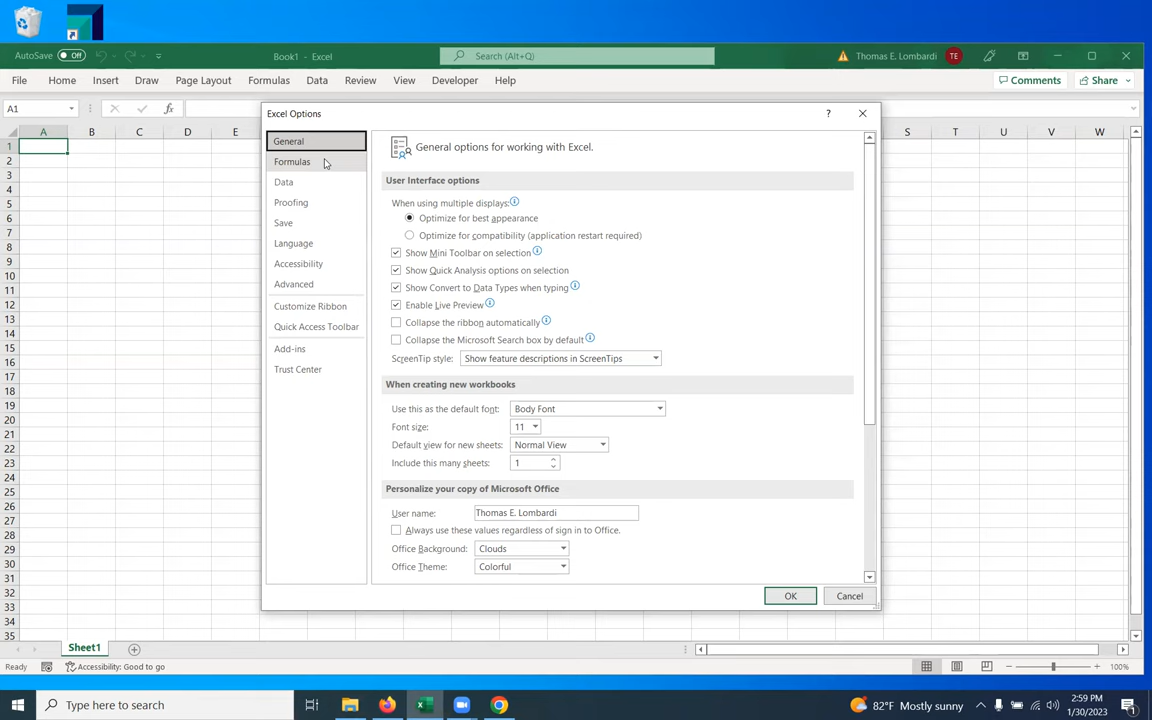 AutoSave Off
Book1 - Excel
Search (Alt+Q)
Thomas E. Lombardi TE
File Home Insert Draw Page Layout Formulas Data Review View Developer Help
Comments Share
A1 fx
A B C D E S T U V W
1
2
3
4
5
6
7
8
9
10
11
12
13
14
15
16
17
18
19
20
21
22
23
24
25
26
27
28
29
30
31
32
33
34
35
Excel Options ?
General
Formulas
Data
Proofing
Save
Language
Accessibility
Advanced
Customize Ribbon
Quick Access Toolbar
Add-ins
Trust Center
General options for working with Excel.
User Interface options
When using multiple displays:
Optimize for best appearance
Optimize for compatibility (application restart required)
Show Mini Toolbar on selection
Show Quick Analysis options on selection
Show Convert to Data Types when typing
Enable Live Preview
Collapse the ribbon automatically
Collapse the Microsoft Search box by default
ScreenTip style: Show feature descriptions in ScreenTips
When creating new workbooks
Use this as the default font: Body Font
Font size: 11
Default view for new sheets: Normal View
Include this many sheets: 1
Personalize your copy of Microsoft Office
User name: Thomas E. Lombardi
Always use these values regardless of sign in to Office.
Office Background: Clouds
Office Theme: Colorful
OK Cancel
Sheet1
Ready Accessibility: Good to go 100%
Type here to search
82°F Mostly sunny
2:59 PM
1/30/2023
1